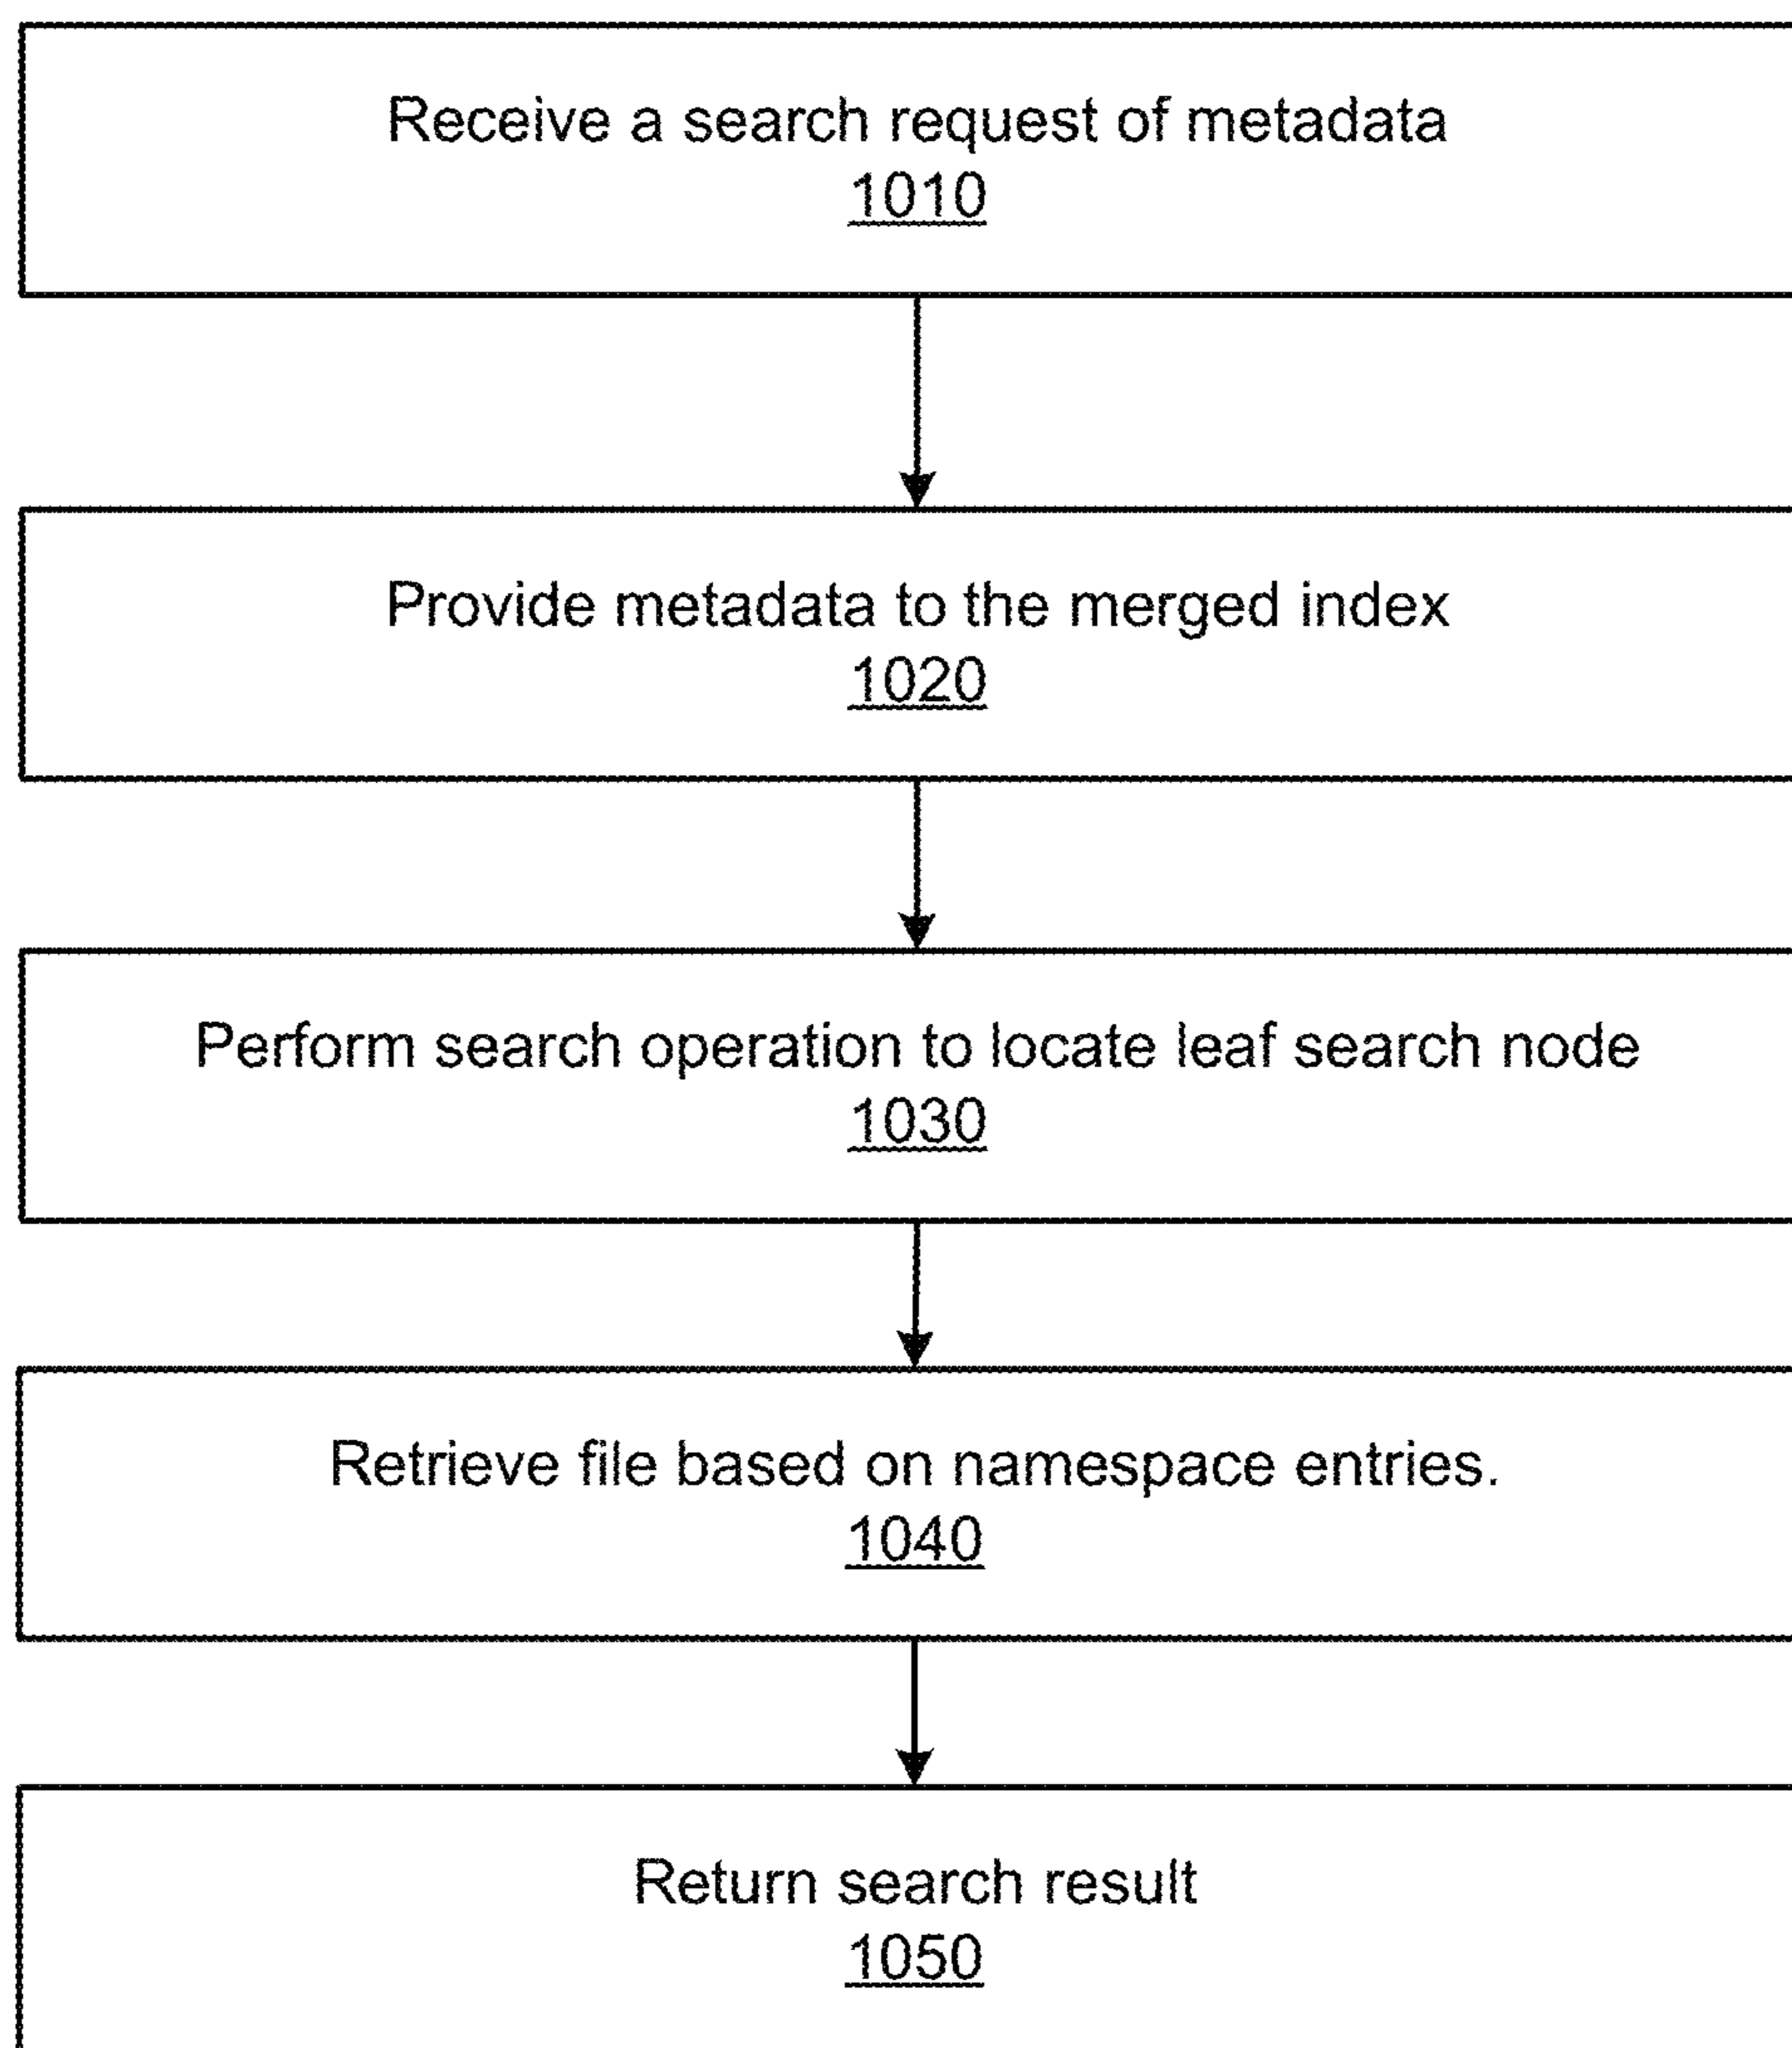 Receive a search request of metadata
1010
Provide metadata to the merged index
1020
Perform search operation to locate leaf search node
1030
Retrieve file based on namespace entries.
1040
Return search result
1050